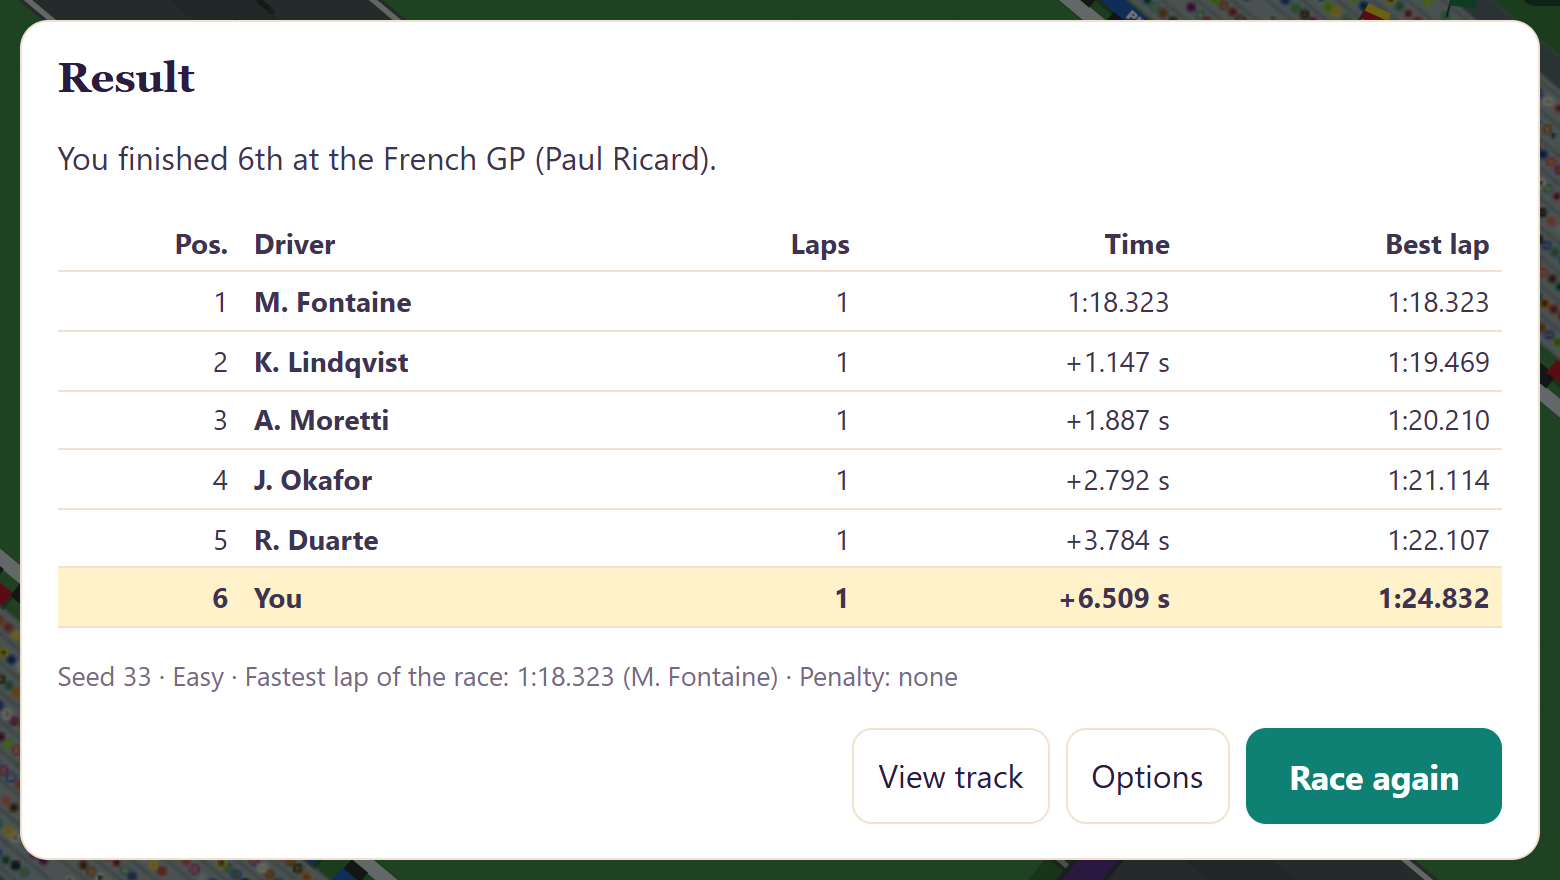 Result
You finished 6th at the French GP (Paul Ricard).
Pos. Driver Laps Time Best lap
1 M. Fontaine 1 1:18.323 1:18.323
2 K. Lindqvist 1 +1.147 s 1:19.469
3 A. Moretti 1 +1.887 s 1:20.210
4 J. Okafor 1 +2.792 s 1:21.114
5 R. Duarte 1 +3.784 s 1:22.107
6 You 1 +6.509 s 1:24.832
Seed 33 · Easy · Fastest lap of the race: 1:18.323 (M. Fontaine) · Penalty: none
View track Options Race again